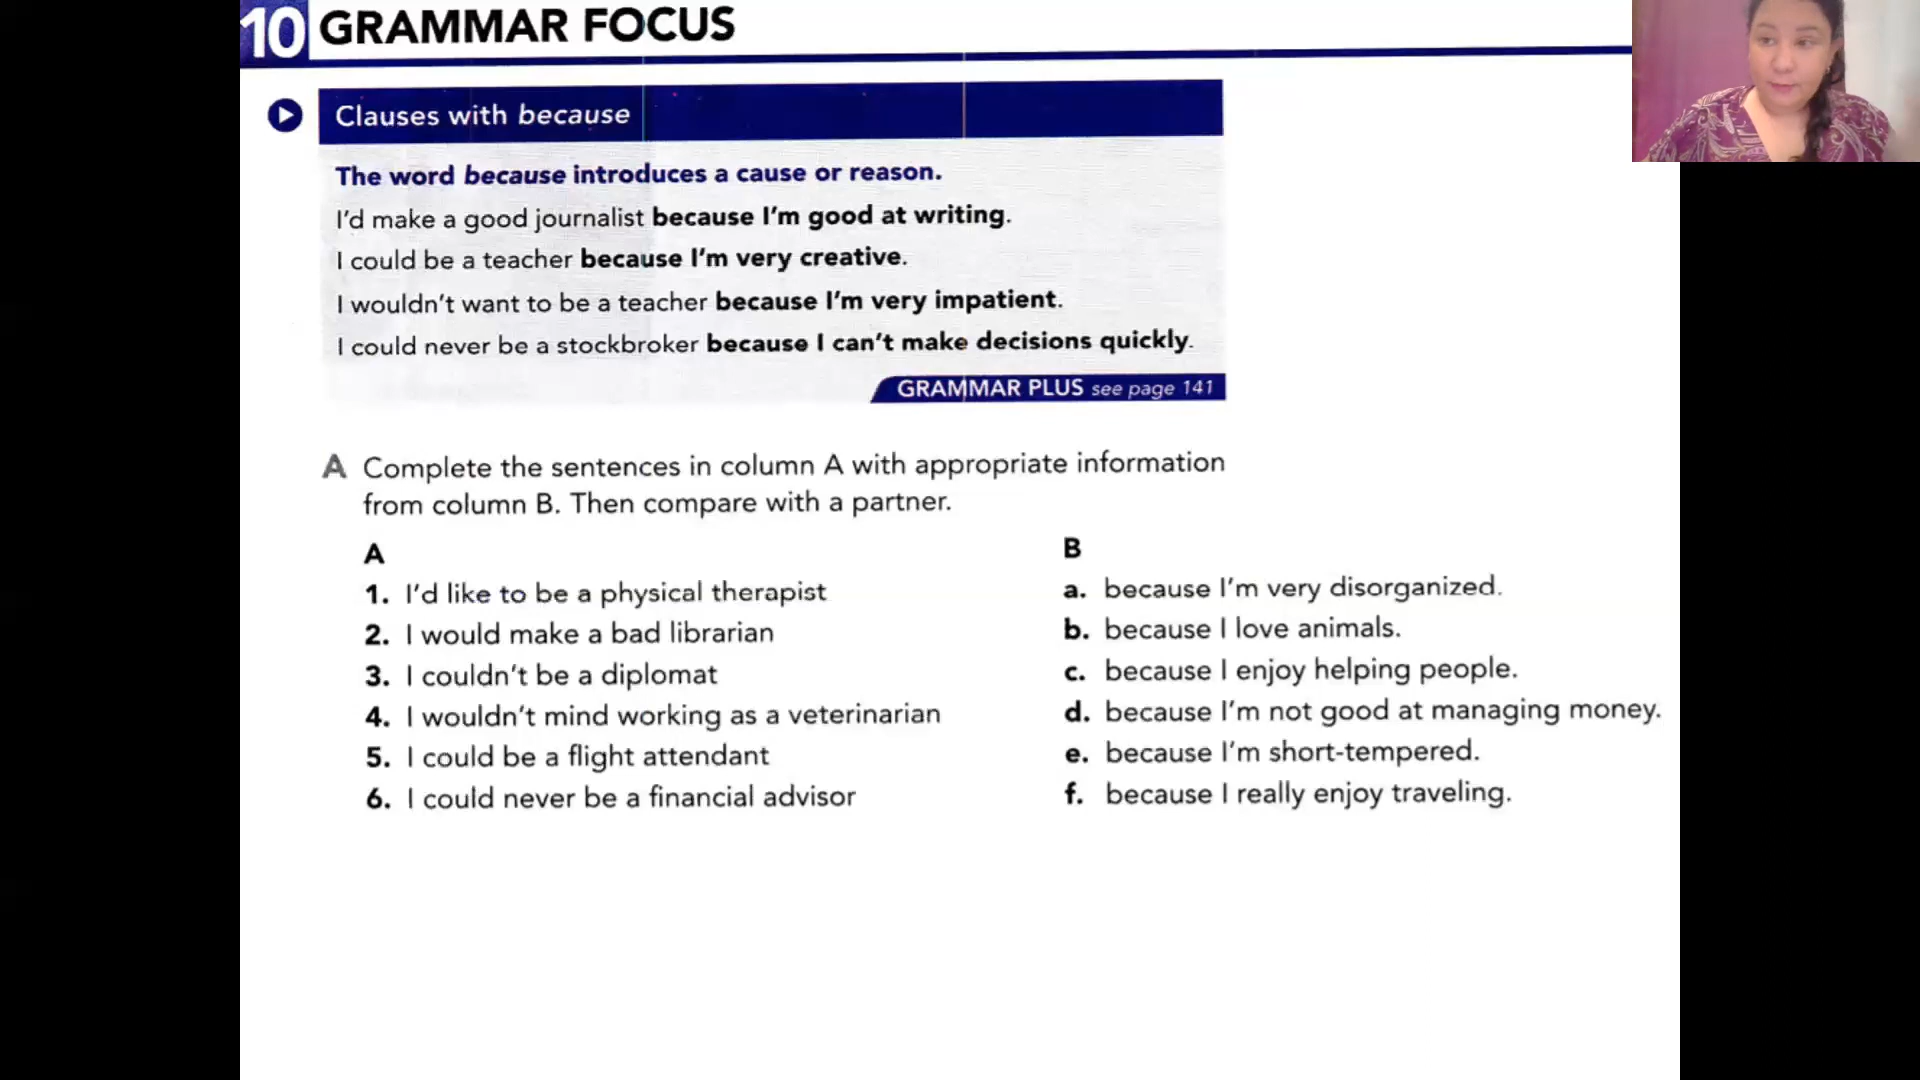 10 GRAMMAR FOCUS
Clauses with because
The word because introduces a cause or reason.
I'd make a good journalist because I'm good at writing.
I could be a teacher because I'm very creative.
I wouldn't want to be a teacher because I'm very impatient.
I could never be a stockbroker because I can't make decisions quickly.
GRAMMAR PLUS see page 141
A Complete the sentences in column A with appropriate information
from column B. Then compare with a partner.
A
1. I'd like to be a physical therapist
2. I would make a bad librarian
3. I couldn't be a diplomat
4. I wouldn't mind working as a veterinarian
5. I could be a flight attendant
6. I could never be a financial advisor
B
a. because I'm very disorganized.
b. because I love animals.
c. because I enjoy helping people.
d. because I'm not good at managing money.
e. because I'm short-tempered.
f. because I really enjoy traveling.